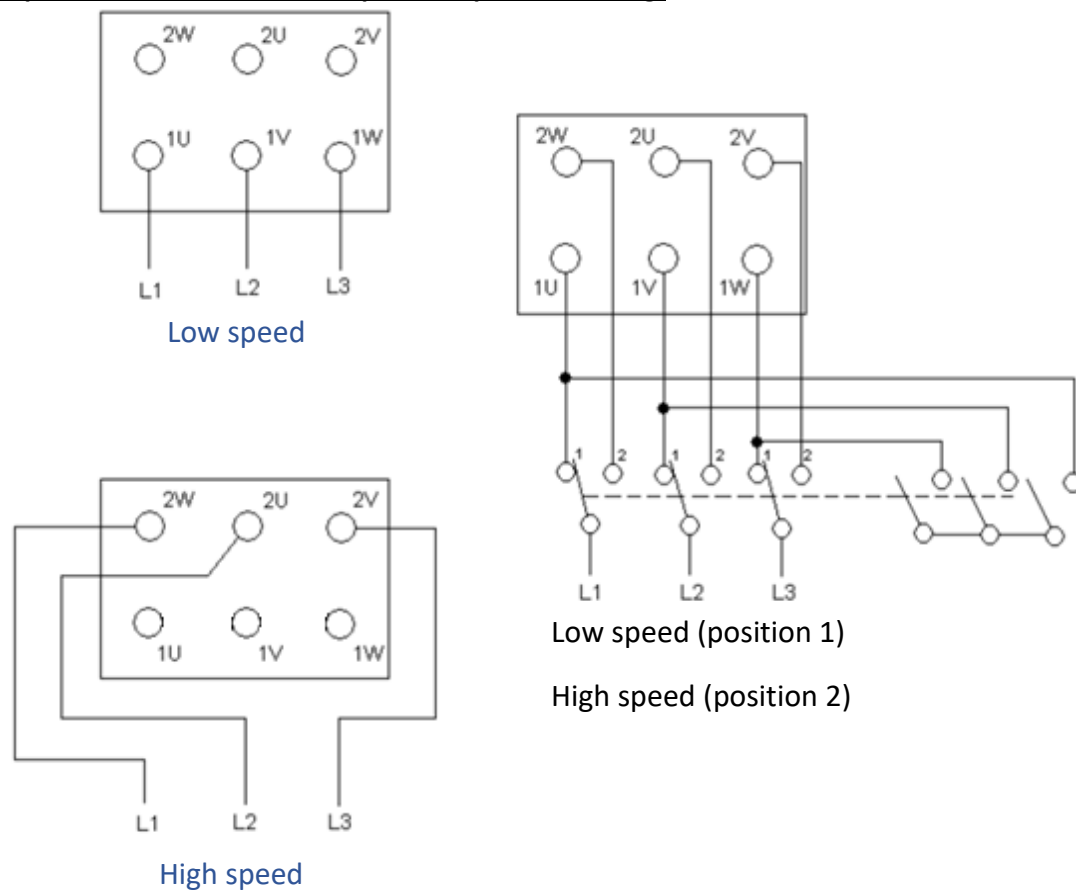 2W 2U 2V
1U 1V 1W
L1 L2 L3
Low speed
2W 2U 2V
1U 1V 1W
1 2 1 2 1 2
L1 L2 L3
Low speed (position 1)
High speed (position 2)
2W 2U 2V
1U 1V 1W
L1 L2 L3
High speed